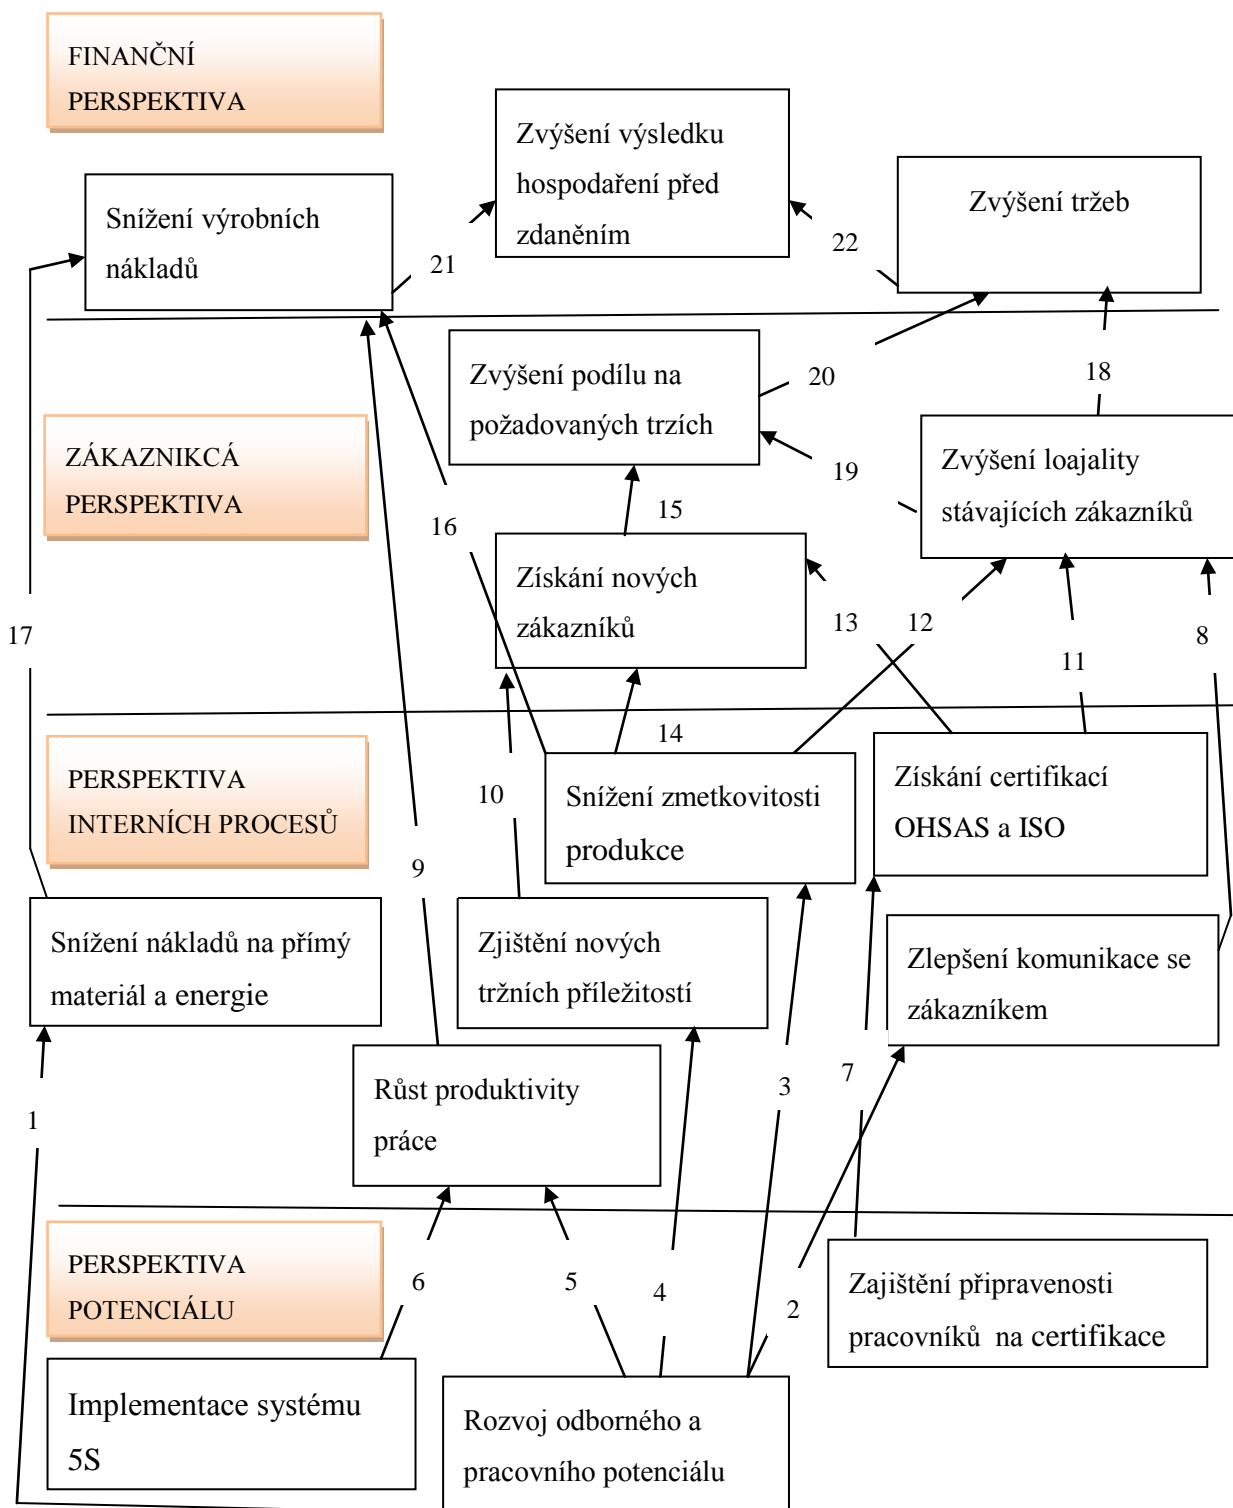 FINANČNÍ
PERSPEKTIVA
Zvýšení výsledku
hospodaření před
zdaněním
Zvýšení tržeb
Snížení výrobních
nákladů
21
22
Zvýšení podílu na
požadovaných trzích
20
18
ZÁKAZNIKCÁ
PERSPEKTIVA
Zvýšení loajality
stávajících zákazníků
19
16
15
Získání nových
zákazníků
17
13
12
8
11
14
PERSPEKTIVA
INTERNÍCH PROCESŮ
10
Snížení zmetkovitosti
produkce
Získání certifikací
OHSAS a ISO
9
Snížení nákladů na přímý
materiál a energie
Zjištění nových
tržních příležitostí
Zlepšení komunikace se
zákazníkem
Růst produktivity
práce
3
7
1
PERSPEKTIVA
POTENCIÁLU
6
5
4
2
Zajištění připravenosti
pracovníků na certifikace
Implementace systému
5S
Rozvoj odborného a
pracovního potenciálu